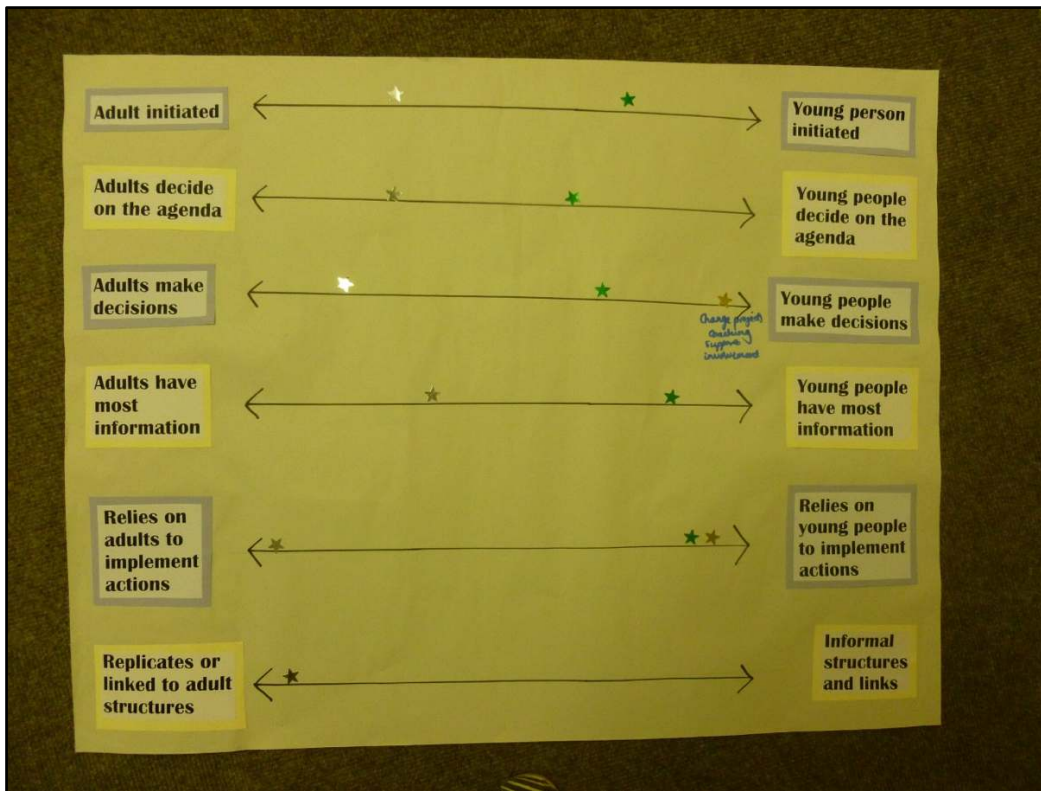 Adult initiated
Young person
initiated
Adults decide
on the agenda
Young people
decide on the
agenda
Adults make
decisions
Young people
make decisions
Change projects
coaching
support
involvement
Adults have
most
information
Young people
have most
information
Relies on
adults to
implement
actions
Relies on
young people
to implement
actions
Replicates or
linked to adult
structures
Informal
structures
and links